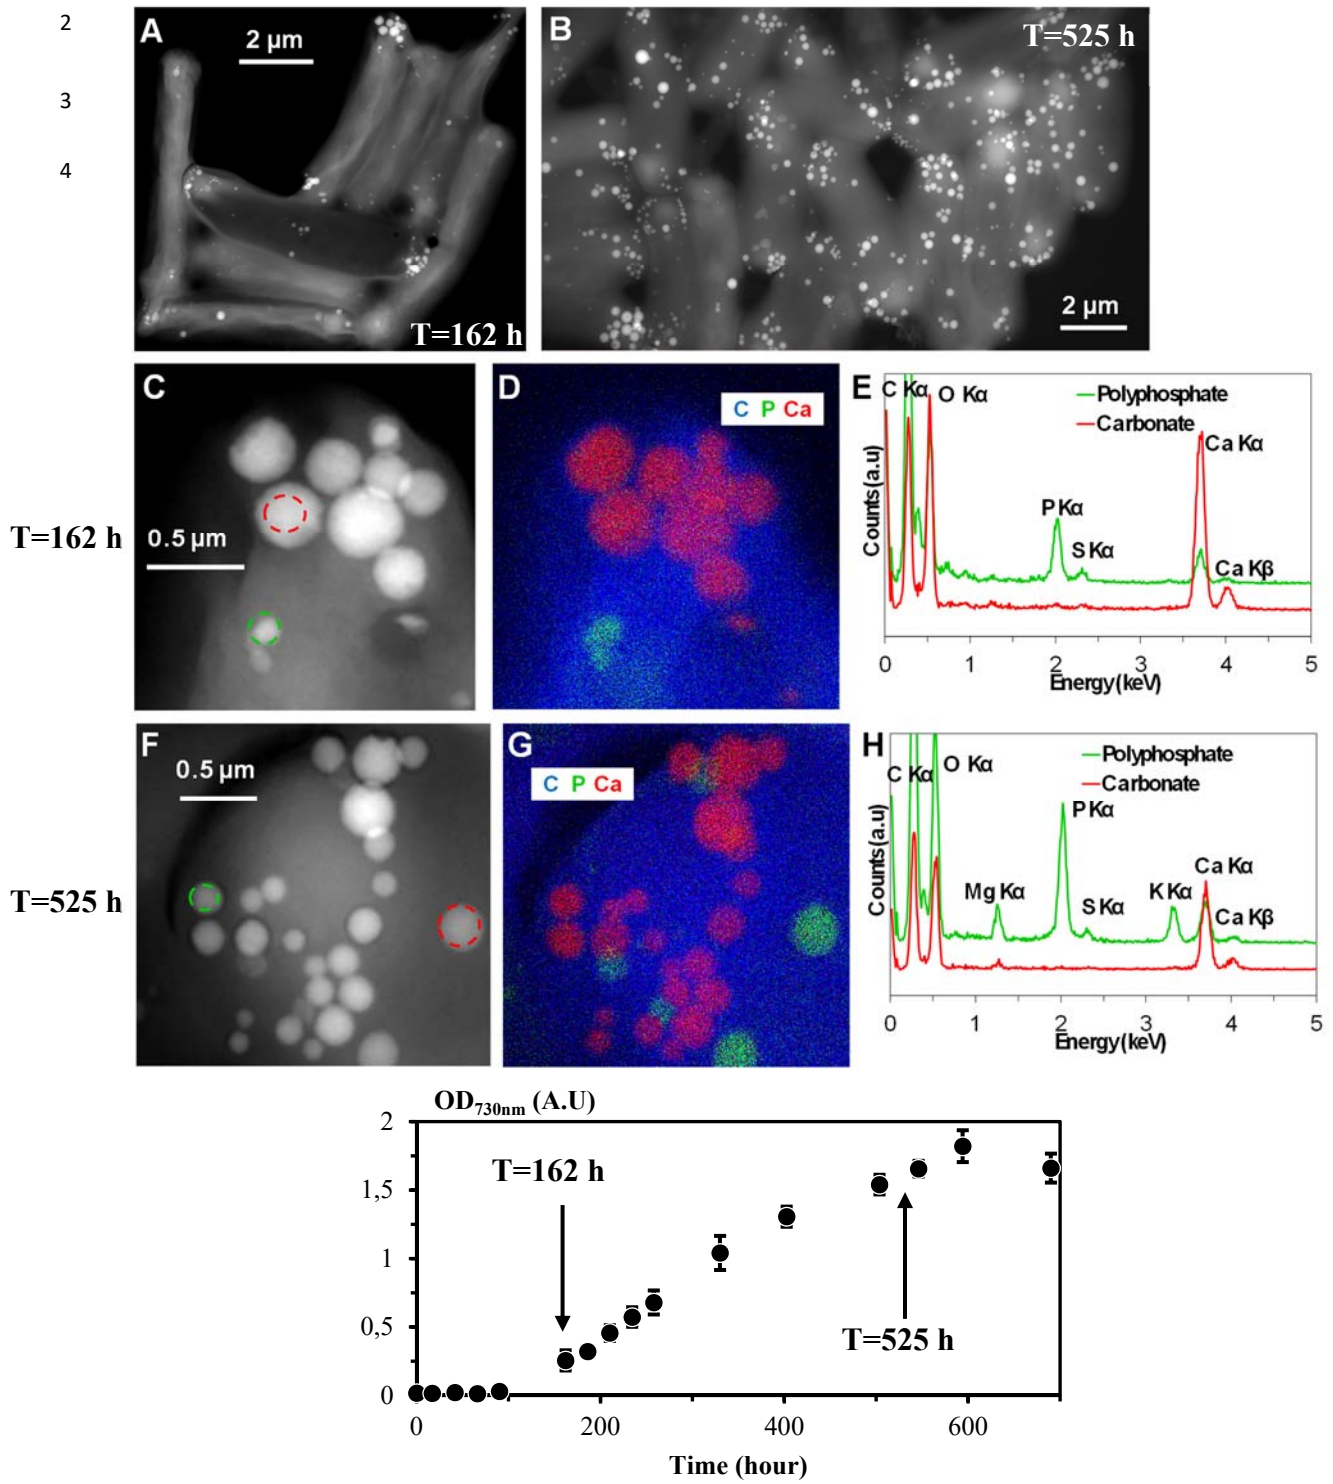 2
3
4
A
2 µm
T=162 h
B
T=525 h
2 µm
T=162 h
C
0.5 µm
D
C P Ca
E
C Kα
O Kα
Polyphosphate
Carbonate
Ca Kα
P Kα
S Kα
Ca Kβ
Counts (a.u)
0 1 2 3 4 5
Energy (keV)
T=525 h
F
0.5 µm
G
C P Ca
H
C Kα
O Kα
Polyphosphate
Carbonate
P Kα
Ca Kα
Mg Kα
S Kα
K Kα
Ca Kβ
Counts (a.u)
0 1 2 3 4 5
Energy (keV)
OD730nm (A.U)
2
1,5
1
0,5
0
T=162 h
T=525 h
0 200 400 600
Time (hour)